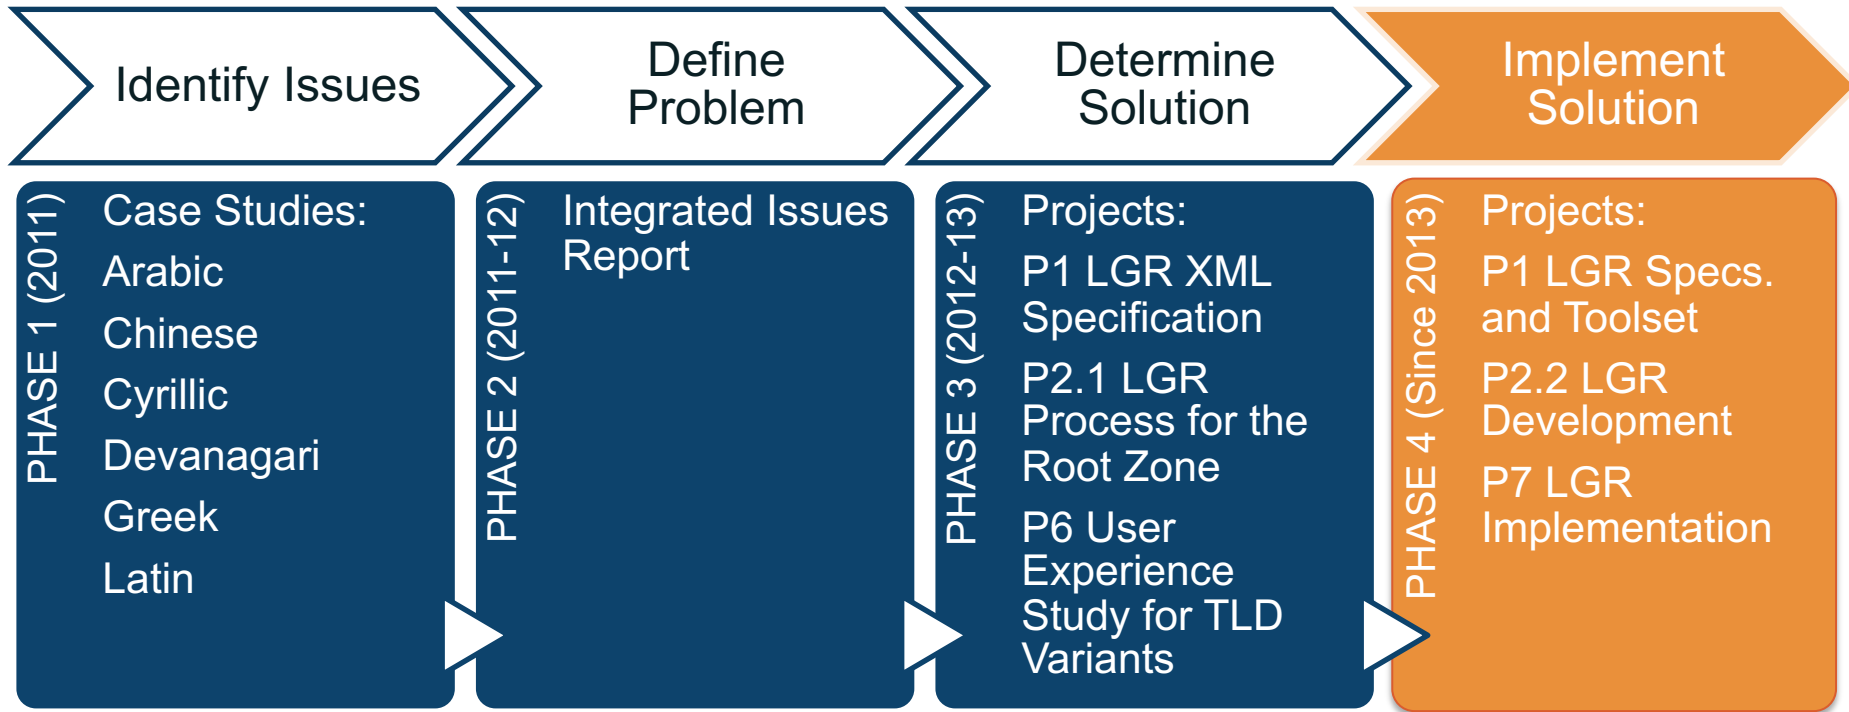 Identify Issues
Define
Problem
Determine
Solution
Implement
Solution
PHASE 1 (2011)
Case Studies:
Arabic
Chinese
Cyrillic
Devanagari
Greek
Latin
PHASE 2 (2011-12)
Integrated Issues
Report
PHASE 3 (2012-13)
Projects:
P1 LGR XML
Specification
P2.1 LGR
Process for the
Root Zone
P6 User
Experience
Study for TLD
Variants
PHASE 4 (Since 2013)
Projects:
P1 LGR Specs.
and Toolset
P2.2 LGR
Development
P7 LGR
Implementation